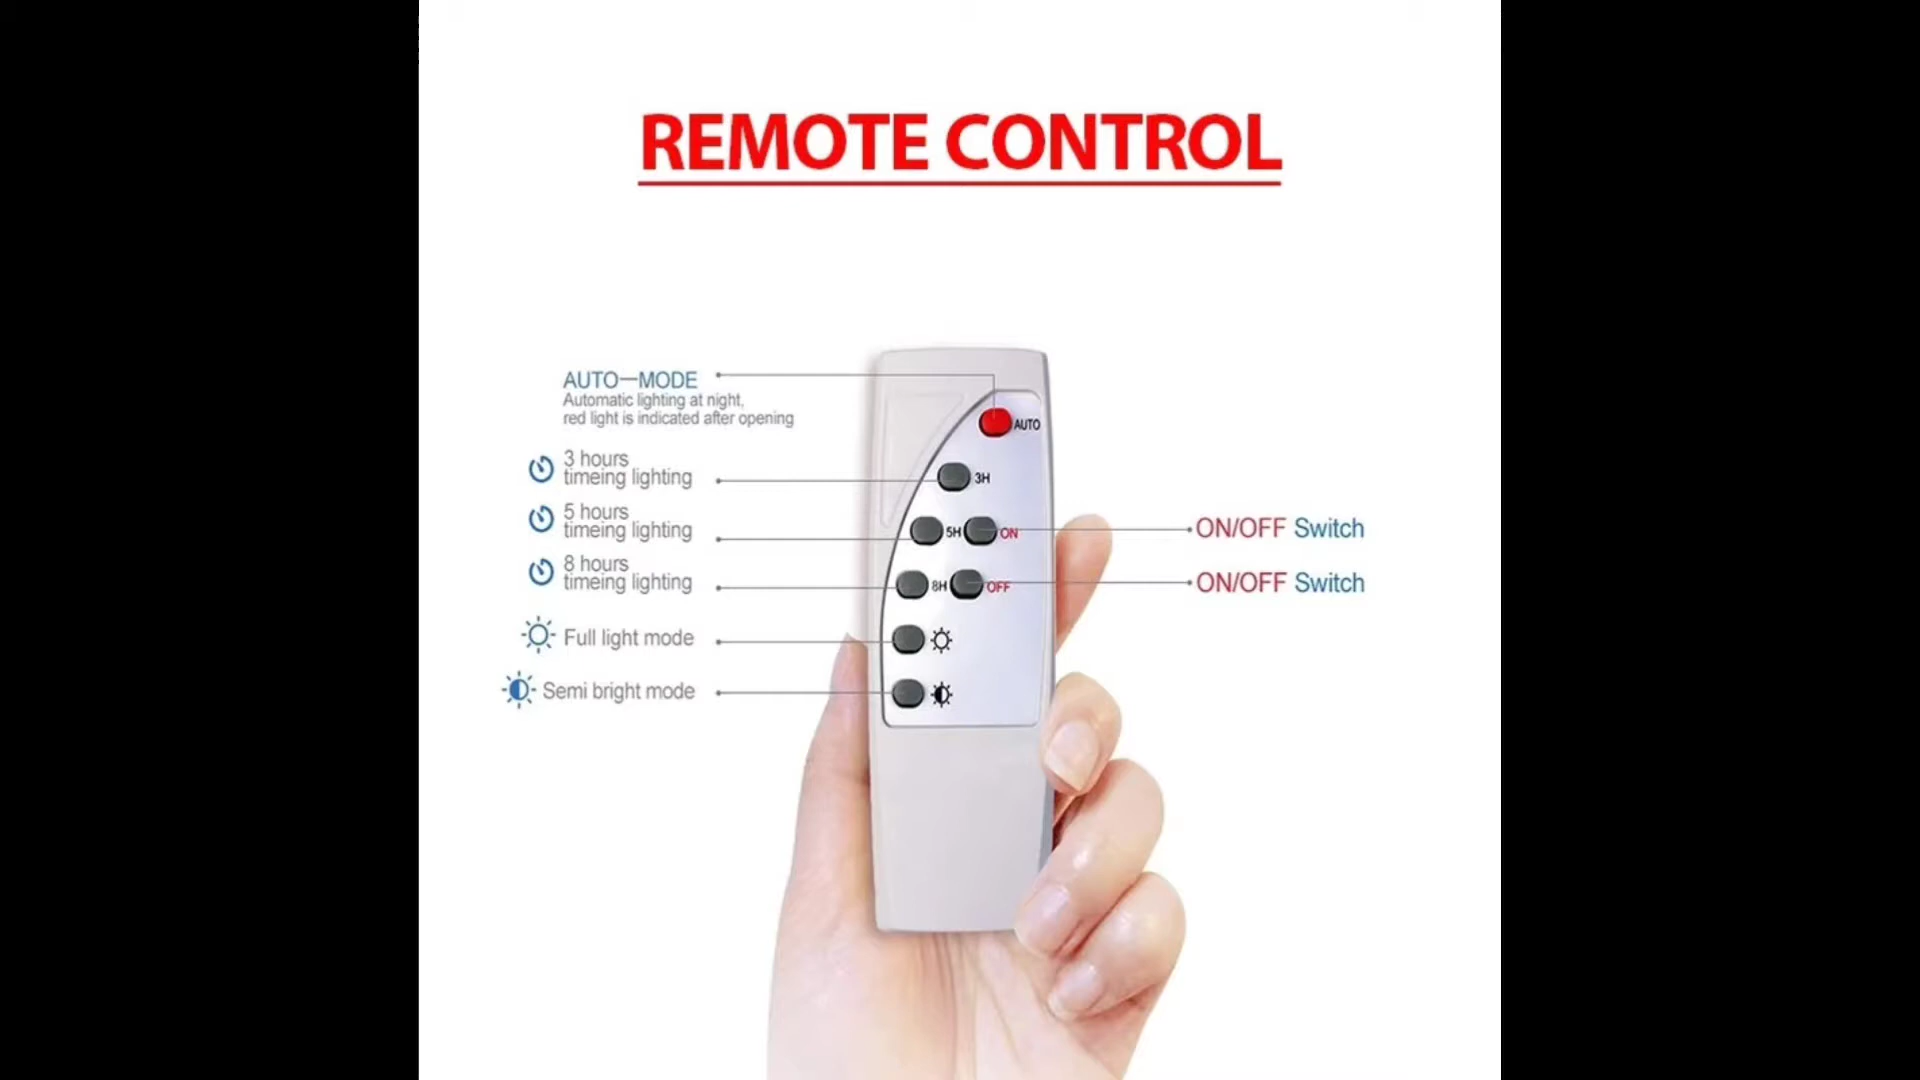 REMOTE CONTROL
AUTO—MODE
Automatic lighting at night,
red light is indicated after opening
3 hours
timeing lighting
5 hours
timeing lighting
8 hours
timeing lighting
Full light mode
Semi bright mode
AUTO
3H
5H ON
8H OFF
ON/OFF Switch
ON/OFF Switch